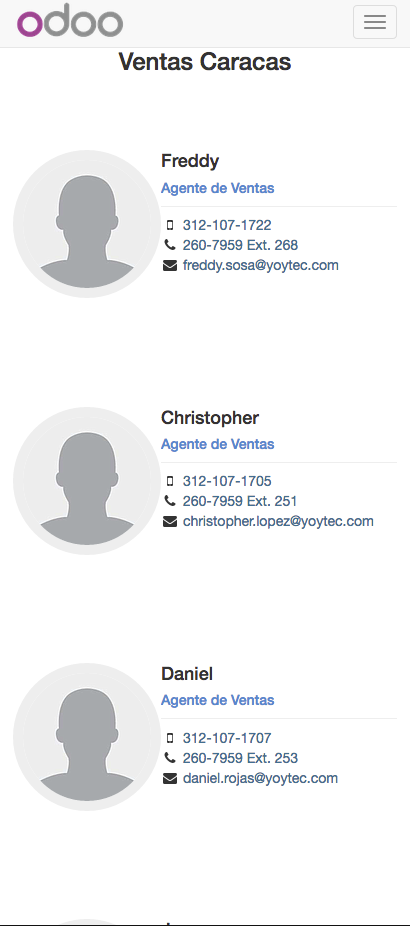 odoo
Ventas Caracas
Freddy
Agente de Ventas
312-107-1722
260-7959 Ext. 268
freddy.sosa@yoytec.com
Christopher
Agente de Ventas
312-107-1705
260-7959 Ext. 251
christopher.lopez@yoytec.com
Daniel
Agente de Ventas
312-107-1707
260-7959 Ext. 253
daniel.rojas@yoytec.com